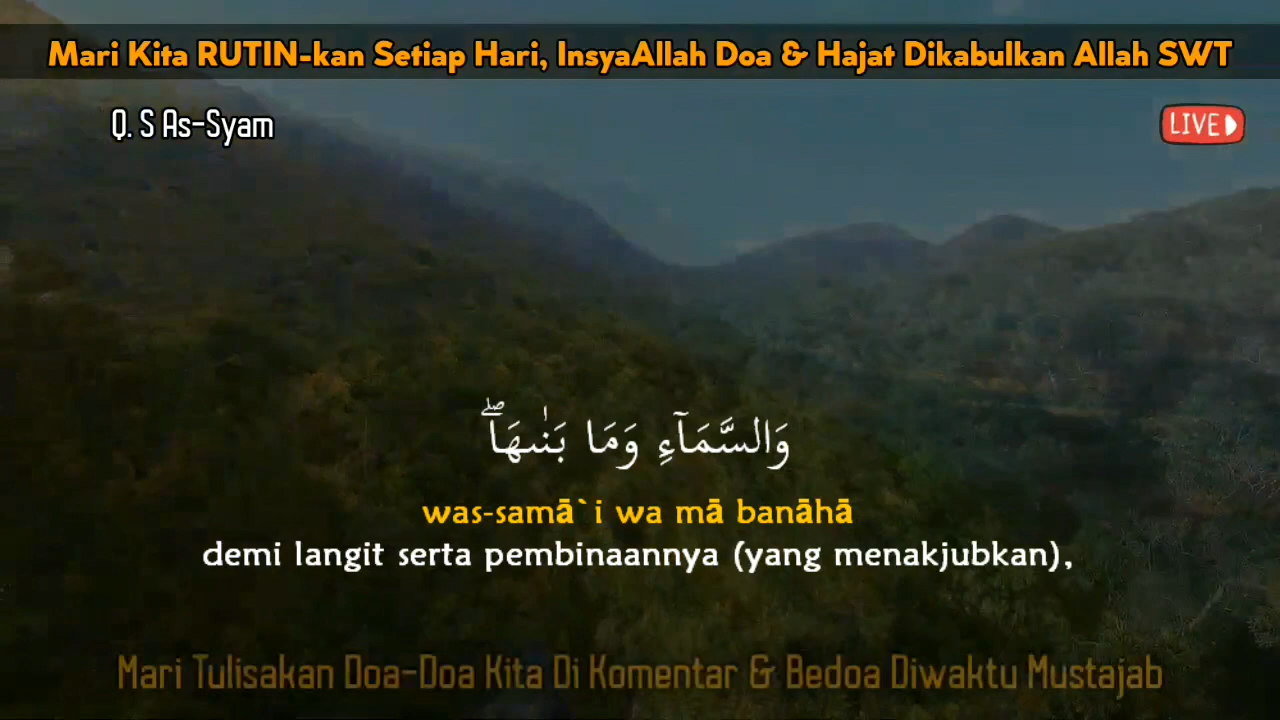 Mari Kita RUTIN-kan Setiap Hari, InsyaAllah Doa & Hajat Dikabulkan Allah SWT
Q. S As-Syam
LIVE
وَالسَّمَاۤءِ وَمَا بَنٰىهَاۖ
was-samā`i wa mā banāhā
demi langit serta pembinaannya (yang menakjubkan),
Mari Tulisakan Doa-Doa Kita Di Komentar & Bedoa Diwaktu Mustajab